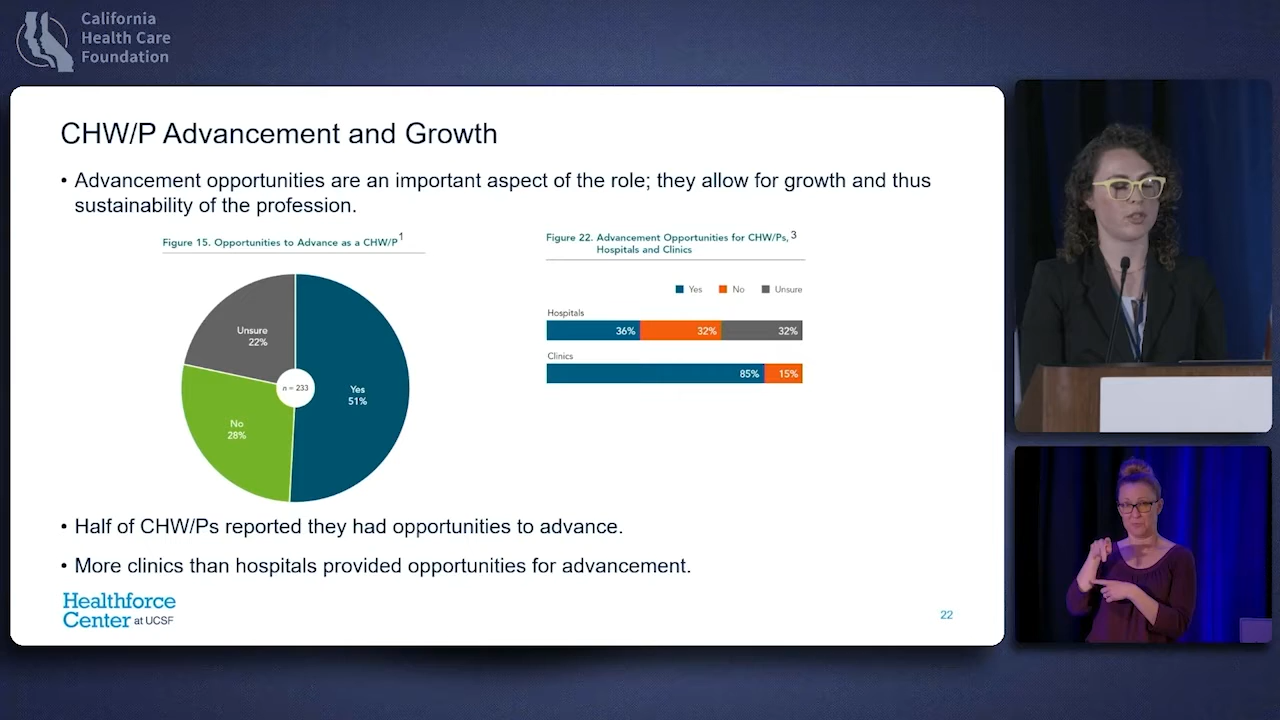 California
Health Care
Foundation
CHW/P Advancement and Growth
• Advancement opportunities are an important aspect of the role; they allow for growth and thus
sustainability of the profession.
Figure 15. Opportunities to Advance as a CHW/P1
Unsure
22%
n = 233
Yes
51%
No
28%
Figure 22. Advancement Opportunities for CHW/Ps, 3
Hospitals and Clinics
Yes No Unsure
Hospitals
36% 32% 32%
Clinics
85% 15%
• Half of CHW/Ps reported they had opportunities to advance.
• More clinics than hospitals provided opportunities for advancement.
Healthforce
Center at UCSF
22